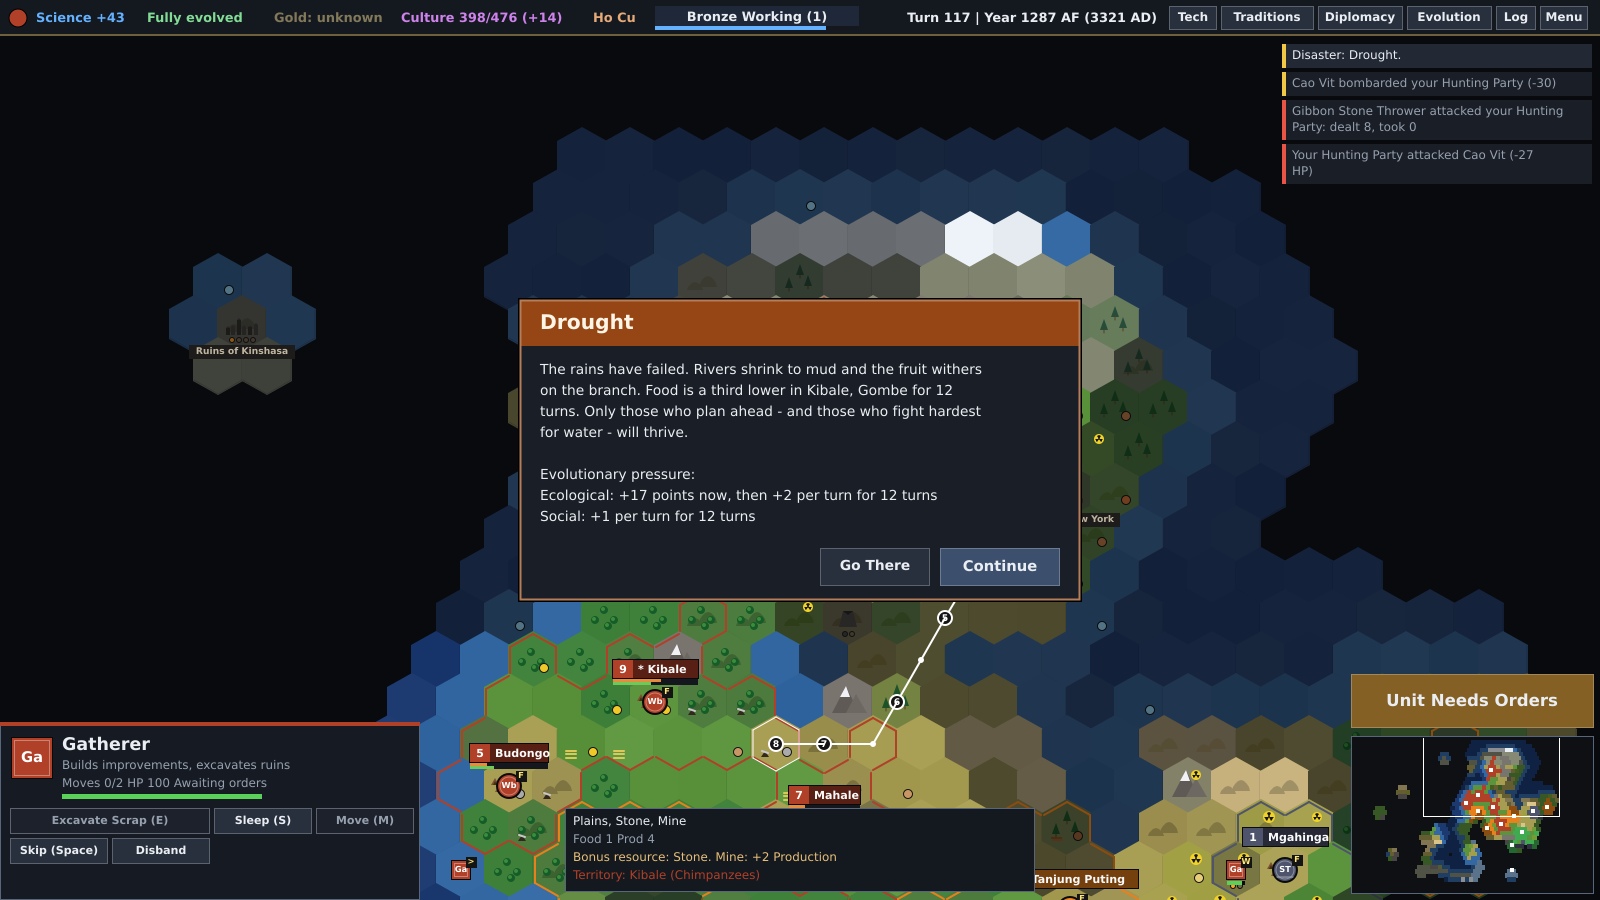 Science +43
Fully evolved
Gold: unknown
Culture 398/476 (+14)
Ho Cu
Bronze Working (1)
Turn 117 | Year 1287 AF (3321 AD)
Tech
Traditions
Diplomacy
Evolution
Log
Menu
Disaster: Drought.
Cao Vit bombarded your Hunting Party (-30)
Gibbon Stone Thrower attacked your Hunting
Party: dealt 8, took 0
Your Hunting Party attacked Cao Vit (-27
HP)
Ruins of Kinshasa
Drought
The rains have failed. Rivers shrink to mud and the fruit withers
on the branch. Food is a third lower in Kibale, Gombe for 12
turns. Only those who plan ahead - and those who fight hardest
for water - will thrive.
Evolutionary pressure:
Ecological: +17 points now, then +2 per turn for 12 turns
Social: +1 per turn for 12 turns
Go There
Continue
w York
5
9 * Kibale
Wb F
6
8
7
5 Budongo
Wb F
7 Mahale
Unit Needs Orders
Ga
Gatherer
Builds improvements, excavates ruins
Moves 0/2 HP 100 Awaiting orders
Excavate Scrap (E)
Sleep (S)
Move (M)
Skip (Space)
Disband
Ga >
Plains, Stone, Mine
Food 1 Prod 4
Bonus resource: Stone. Mine: +2 Production
Territory: Kibale (Chimpanzees)
1 Mgahinga
Ga W
ST F
Tanjung Puting
F